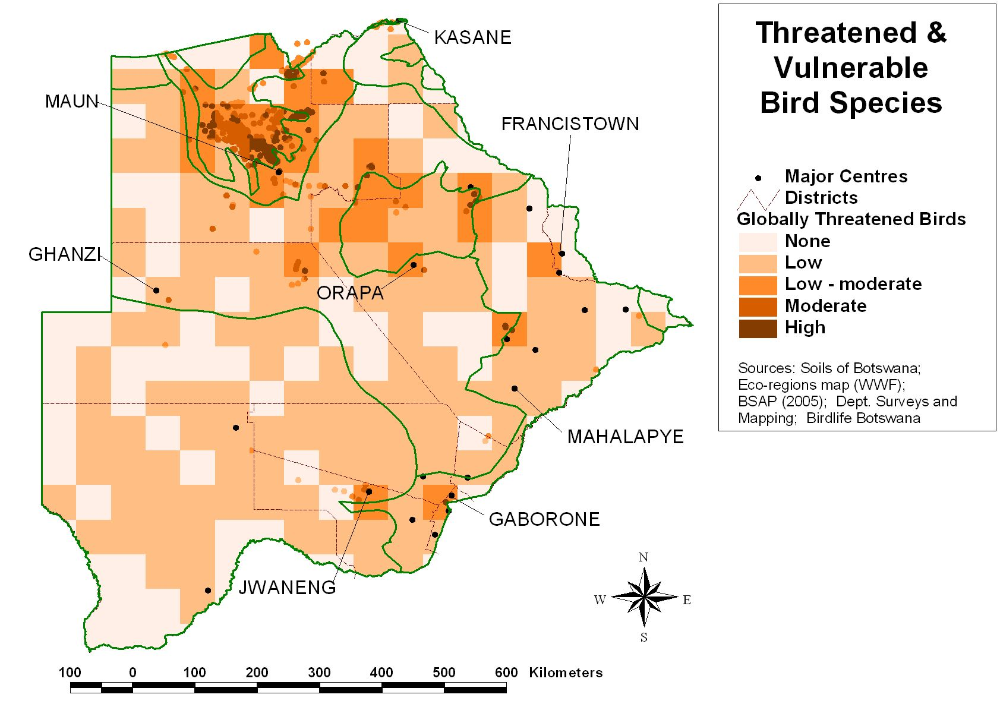 Threatened &
Vulnerable
Bird Species
KASANE
MAUN
FRANCISTOWN
GHANZI
ORAPA
MAHALAPYE
GABORONE
JWANENG
Major Centres
Districts
Globally Threatened Birds
None
Low
Low - moderate
Moderate
High
Sources: Soils of Botswana;
Eco-regions map (WWF);
BSAP (2005); Dept. Surveys and
Mapping; Birdlife Botswana
N
W E
S
100 0 100 200 300 400 500 600 Kilometers